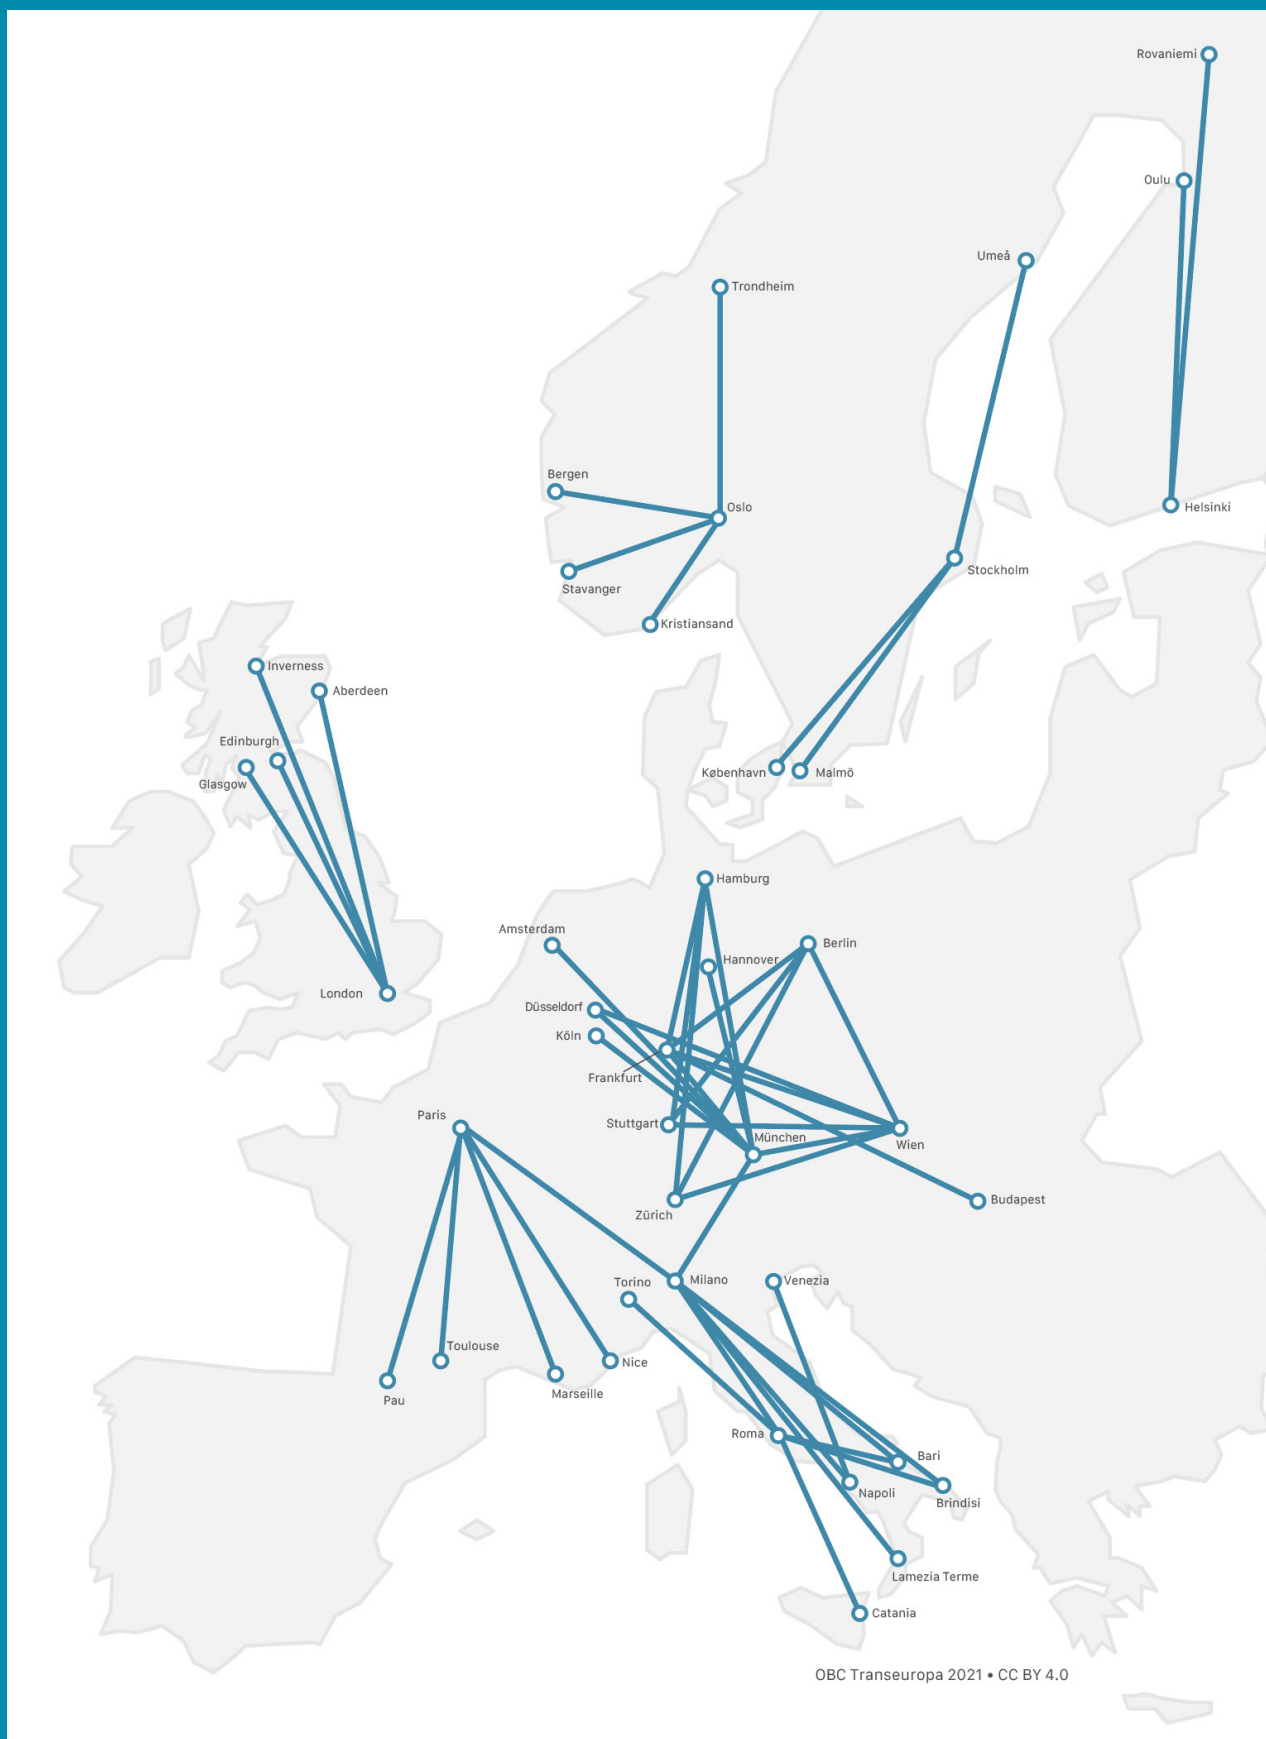 Rovaniemi
Oulu
Umeå
Trondheim
Bergen
Oslo
Helsinki
Stockholm
Stavanger
Kristiansand
Inverness
Aberdeen
Edinburgh
København
Malmö
Glasgow
Hamburg
Amsterdam
Berlin
Hannover
London
Düsseldorf
Köln
Frankfurt
Paris
Stuttgart
München
Wien
Budapest
Zürich
Torino
Milano
Venezia
Toulouse
Nice
Marseille
Pau
Roma
Bari
Napoli
Brindisi
Lamezia Terme
Catania
OBC Transeuropa 2021 • CC BY 4.0